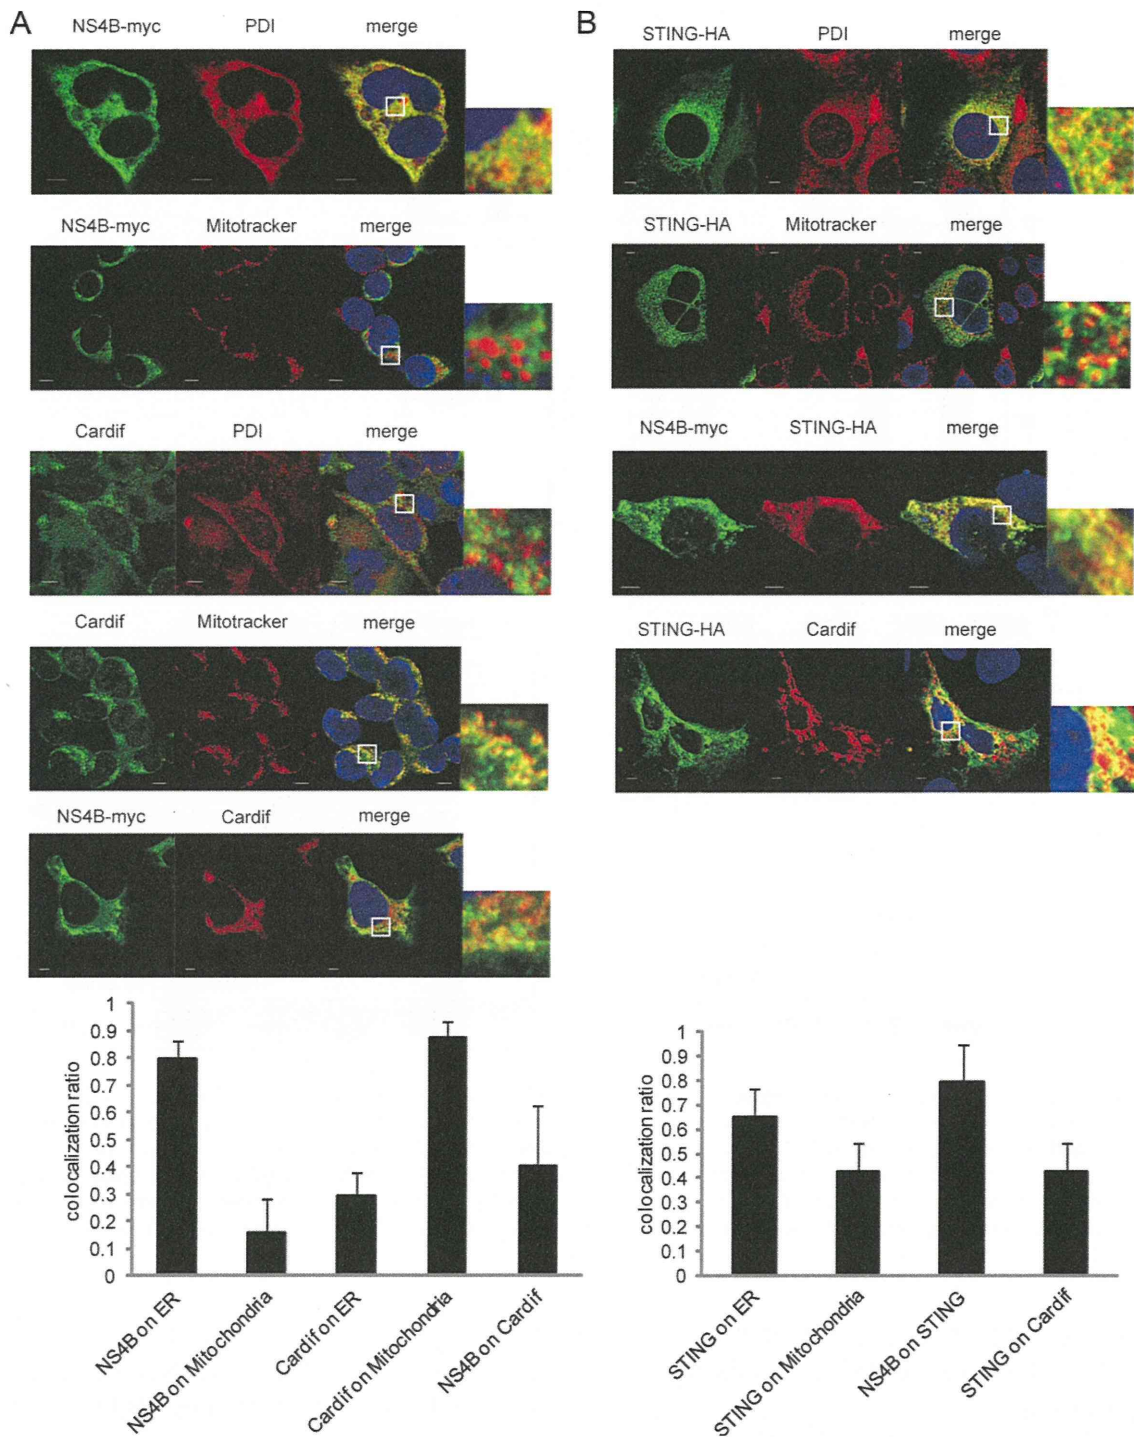 A
NS4B-myc PDI merge
NS4B-myc Mitotracker merge
Cardif PDI merge
Cardif Mitotracker merge
NS4B-myc Cardif merge
colocalization ratio
1
0.9
0.8
0.7
0.6
0.5
0.4
0.3
0.2
0.1
0
NS4B on ER
NS4B on Mitochondria
Cardif on ER
Cardif on Mitochondria
NS4B on Cardif
B
STING-HA PDI merge
STING-HA Mitotracker merge
NS4B-myc STING-HA merge
STING-HA Cardif merge
colocalization ratio
1
0.9
0.8
0.7
0.6
0.5
0.4
0.3
0.2
0.1
0
STING on ER
STING on Mitochondria
NS4B on STING
STING on Cardif